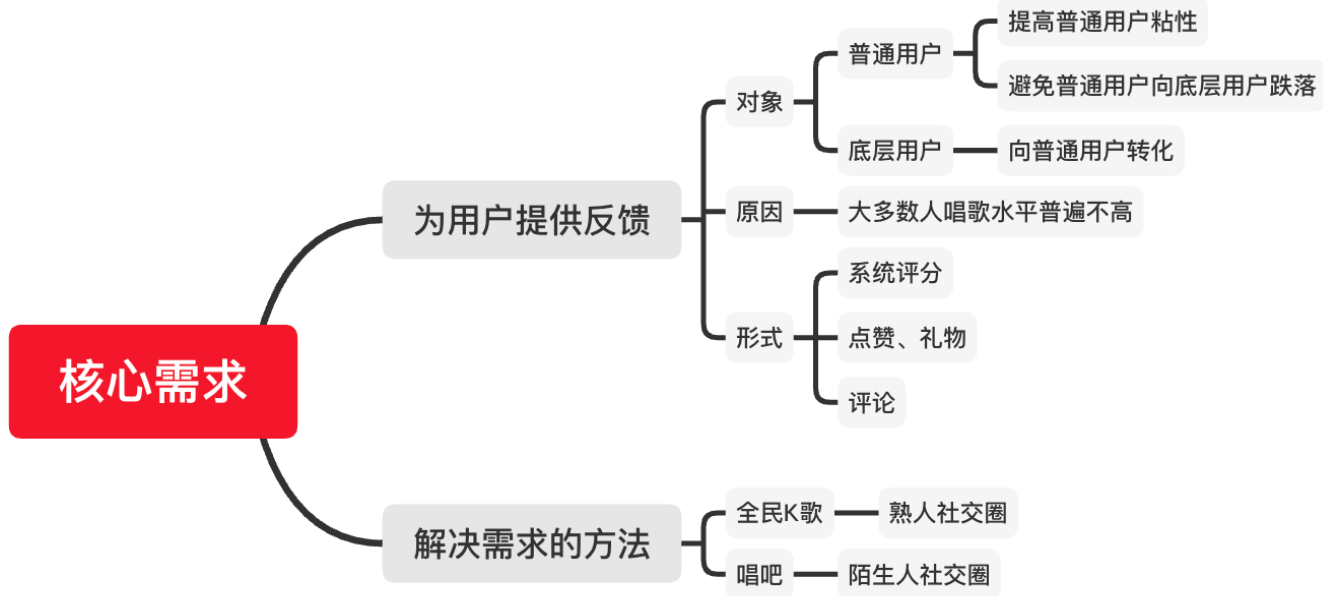 核心需求
为用户提供反馈
对象
普通用户
提高普通用户粘性
避免普通用户向底层用户跌落
底层用户
向普通用户转化
原因
大多数人唱歌水平普遍不高
形式
系统评分
点赞、礼物
评论
解决需求的方法
全民K歌
熟人社交圈
唱吧
陌生人社交圈